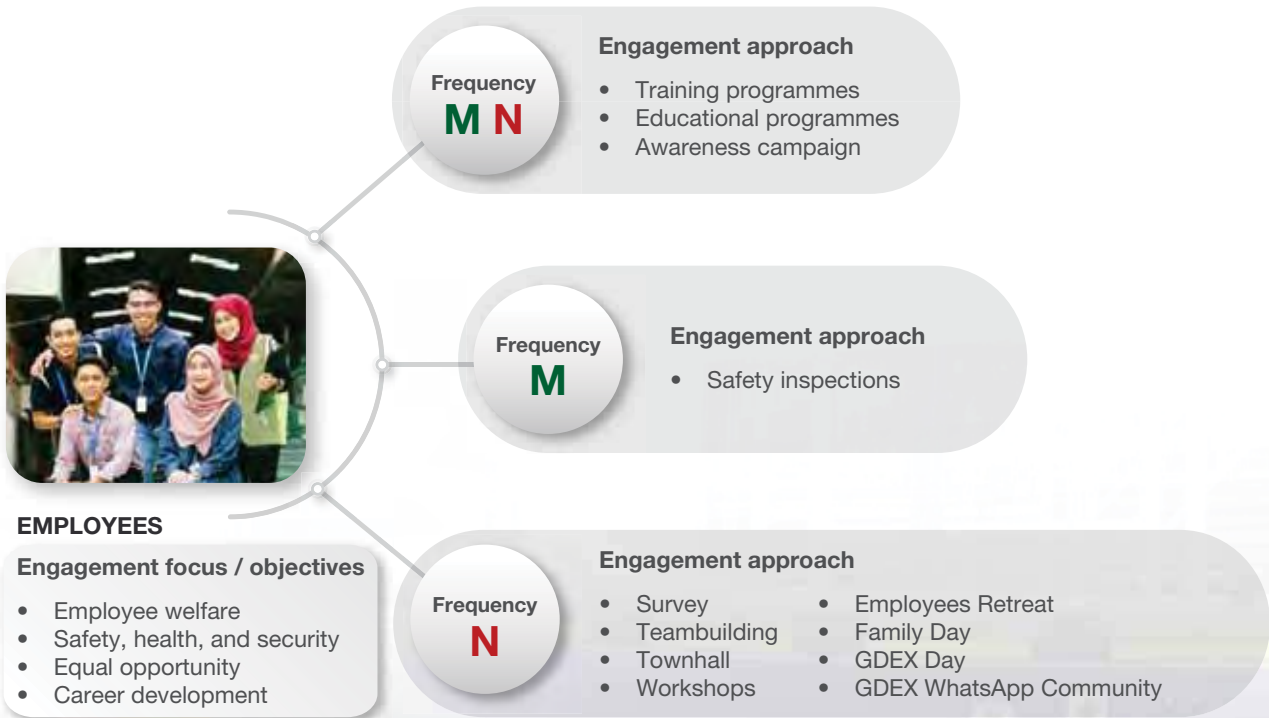 Frequency
M N
Engagement approach
• Training programmes
• Educational programmes
• Awareness campaign
Frequency
M
Engagement approach
• Safety inspections
EMPLOYEES
Engagement focus / objectives
• Employee welfare
• Safety, health, and security
• Equal opportunity
• Career development
Frequency
N
Engagement approach
• Survey
• Teambuilding
• Townhall
• Workshops
• Employees Retreat
• Family Day
• GDEX Day
• GDEX WhatsApp Community